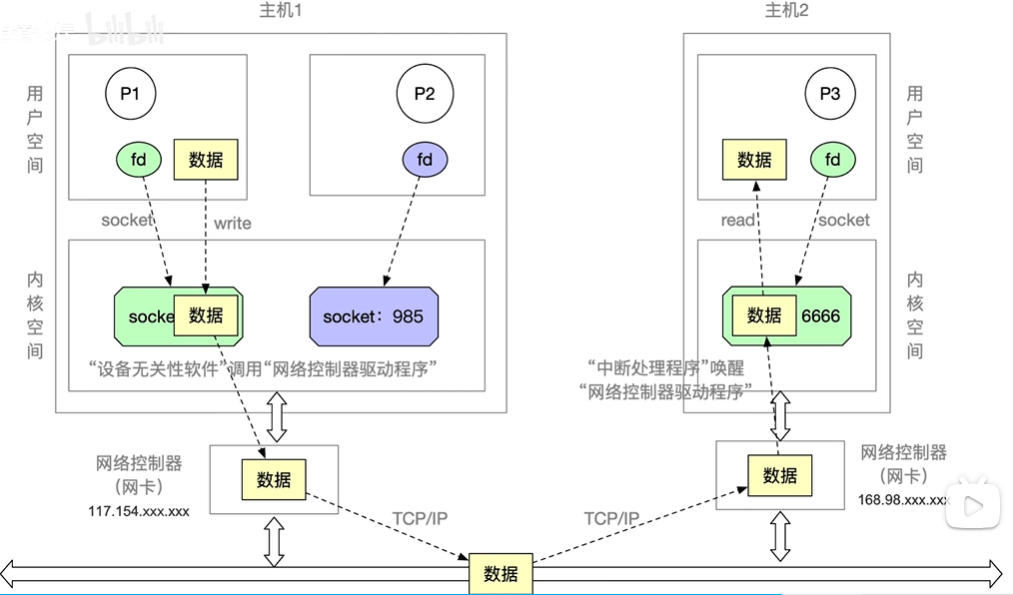 主机1
主机2
bilibili
用户空间
P1
P2
P3
用户空间
fd
数据
fd
数据
fd
socket
write
read
socket
内核空间
socke
数据
socket：985
数据
6666
内核空间
“设备无关性软件”调用“网络控制器驱动程序”
“中断处理程序”唤醒
“网络控制器驱动程序”
网络控制器
（网卡）
117.154.xxx.xxx
数据
数据
网络控制器
（网卡）
168.98.xxx.xxx
TCP/IP
TCP/IP
数据